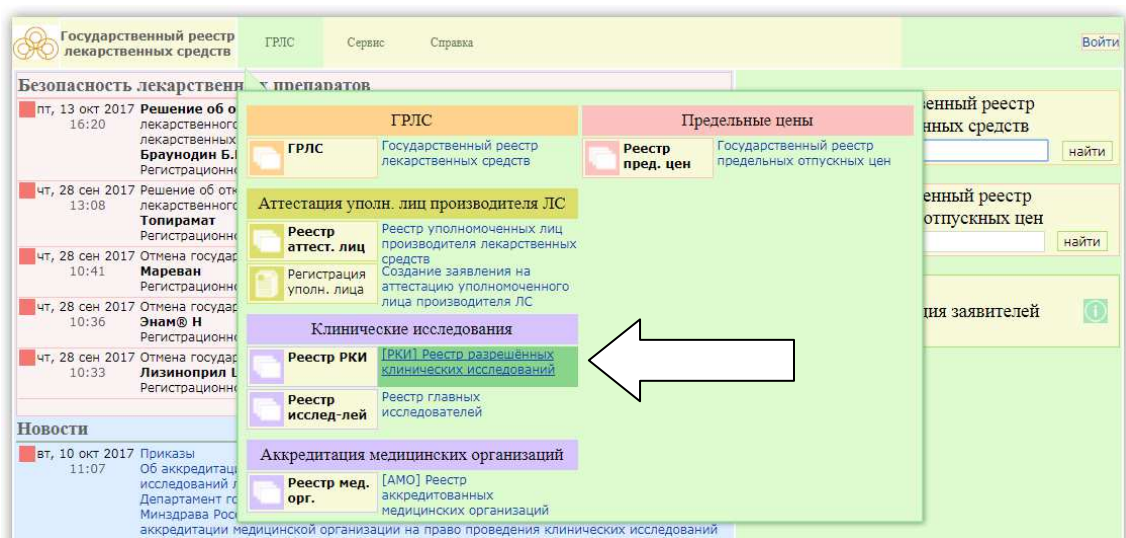 Государственный реестр
лекарственных средств
ГРЛС Сервис Справка
Войти
Безопасность лекарственн х препаратов
пт, 13 окт 2017 Решение об о
16:20 лекарственного
лекарственных
Браунодин Б.
Регистрационн
чт, 28 сен 2017 Решение об отк
13:08 лекарственного
Топирамат
Регистрационн
чт, 28 сен 2017 Отмена государ
10:41 Мареван
Регистрационн
чт, 28 сен 2017 Отмена государ
10:36 Энам® Н
Регистрационн
чт, 28 сен 2017 Отмена государ
10:33 Лизиноприл
Регистрационн
Новости
вт, 10 окт 2017 Приказы
11:07 Об аккредитаци
исследований
Департамент го
Минздрава Росс
аккредитации медицинской организации на право проведения клинических исследований
ГРЛС
ГРЛС
Государственный реестр
лекарственных средств
Аттестация уполн. лиц производителя ЛС
Реестр
аттест. лиц
Реестр уполномоченных лиц
производителя лекарственных
средств
Регистрация
уполн. лица
Создание заявления на
аттестацию уполномоченного
лица производителя ЛС
Клинические исследования
Реестр РКИ
[РКИ] Реестр разрешённых
клинических исследований
Реестр
исслед-лей
Реестр главных
исследователей
Аккредитация медицинских организаций
Реестр мед.
орг.
[АМО] Реестр
аккредитованных
медицинских организаций
Предельные цены
Реестр
пред. цен
Государственный реестр
предельных отпускных цен
енный реестр
нных средств
найти
енный реестр
отпускных цен
найти
ция заявителей